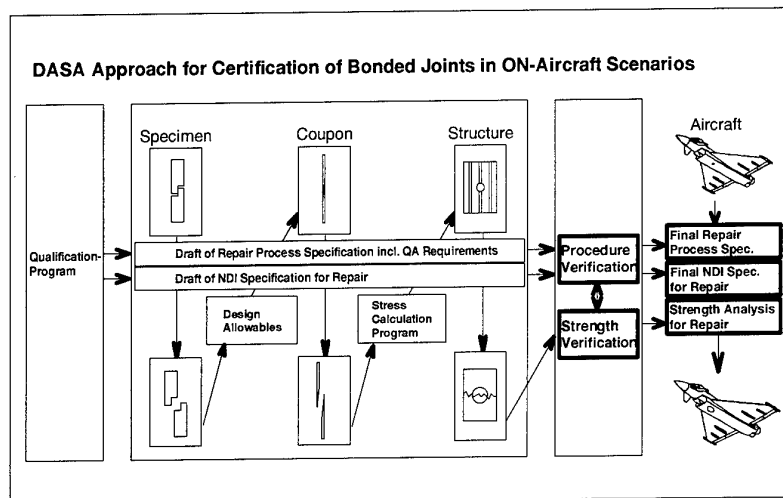 DASA Approach for Certification of Bonded Joints in ON-Aircraft Scenarios
Specimen
Coupon
Structure
Aircraft
Qualification-
Program
Draft of Repair Process Specification incl. QA Requirements
Draft of NDI Specification for Repair
Design
Allowables
Stress
Calculation
Program
Procedure
Verification
Strength
Verification
Final Repair
Process Spec.
Final NDI Spec.
for Repair
Strength Analysis
for Repair